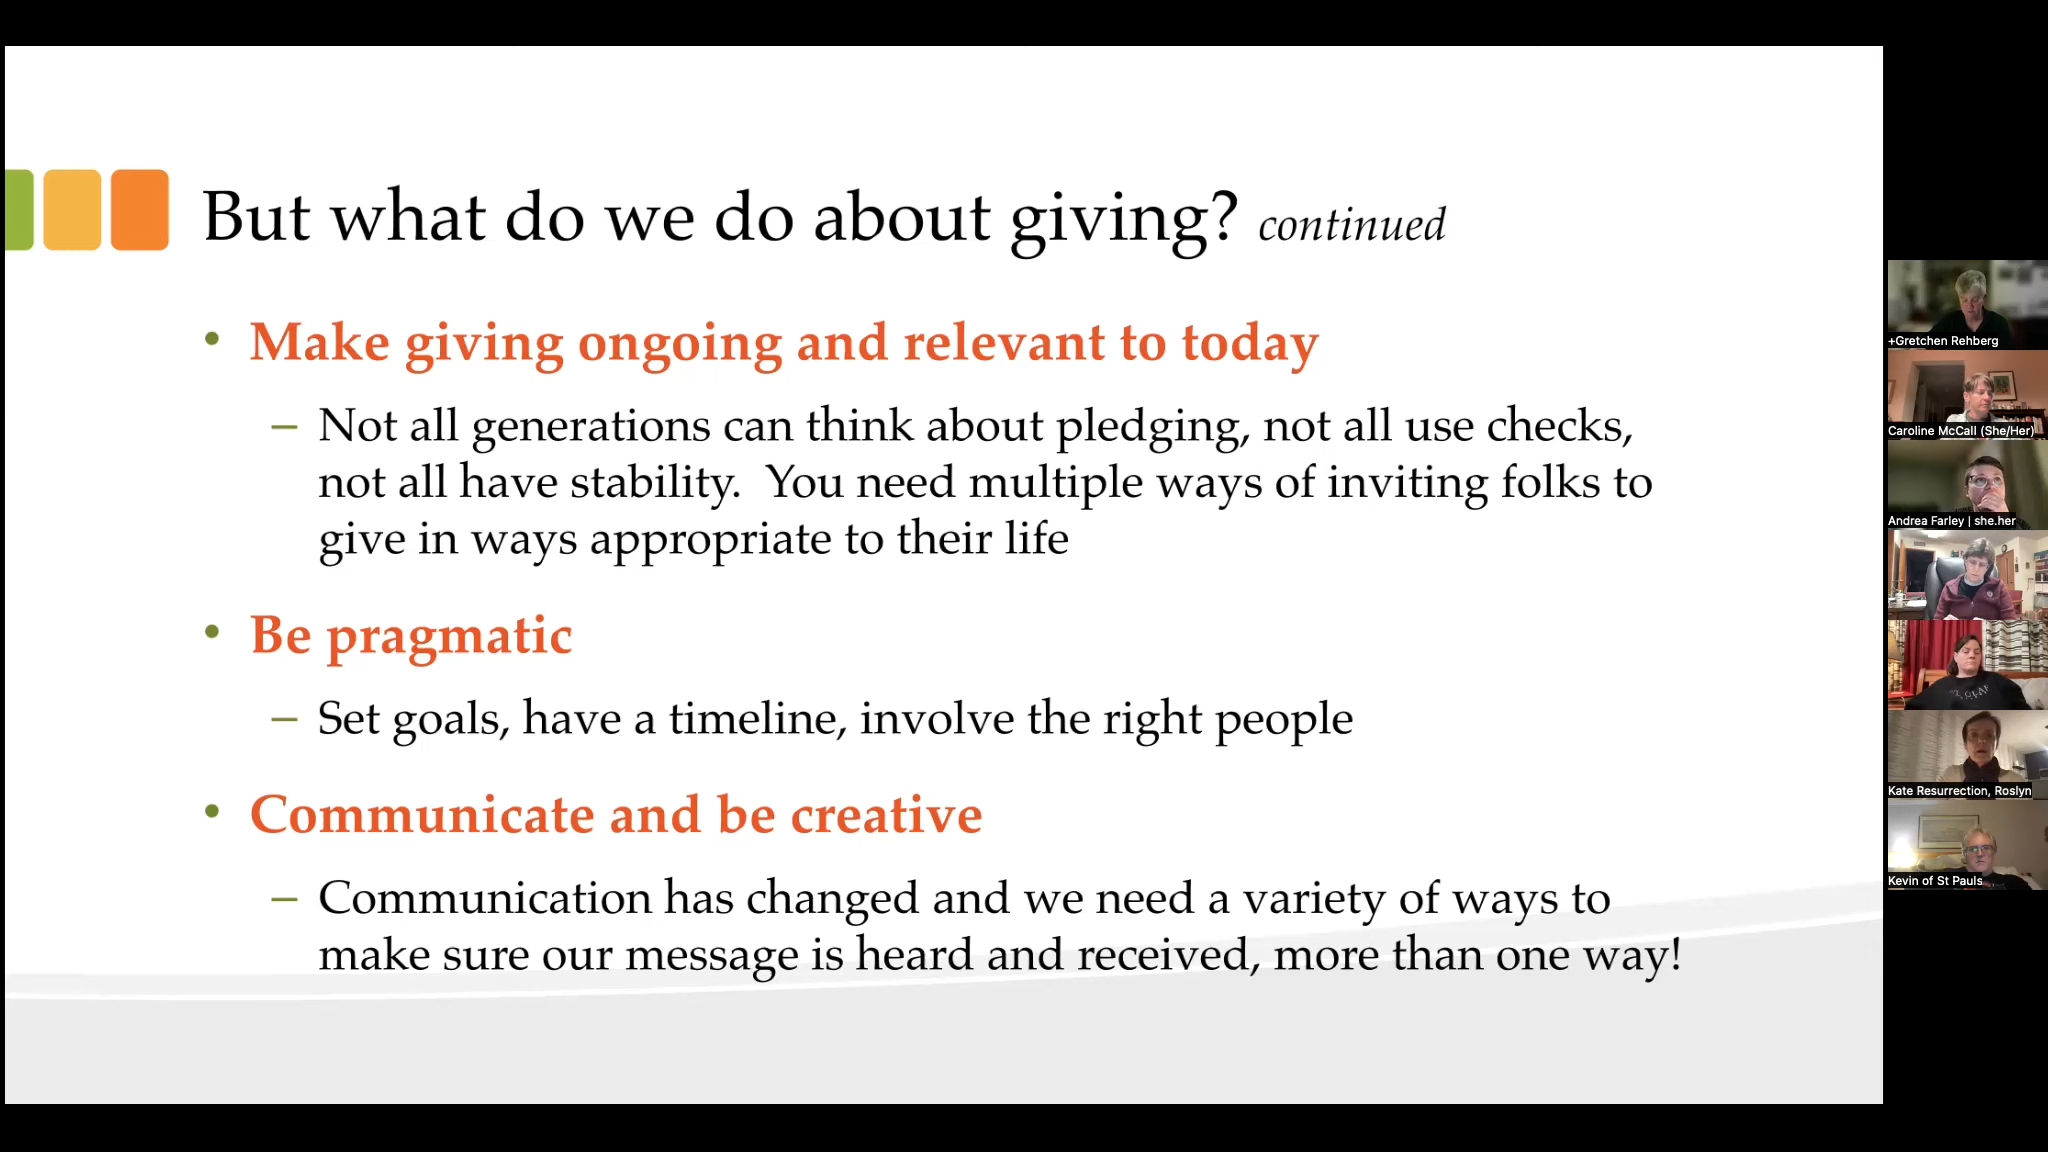 But what do we do about giving? continued
• Make giving ongoing and relevant to today
– Not all generations can think about pledging, not all use checks,
not all have stability.  You need multiple ways of inviting folks to
give in ways appropriate to their life
• Be pragmatic
– Set goals, have a timeline, involve the right people
• Communicate and be creative
– Communication has changed and we need a variety of ways to
make sure our message is heard and received, more than one way!
+Gretchen Rehberg
Caroline McCall (She/Her)
Andrea Farley | she.her
Kate Resurrection, Roslyn
Kevin of St Pauls